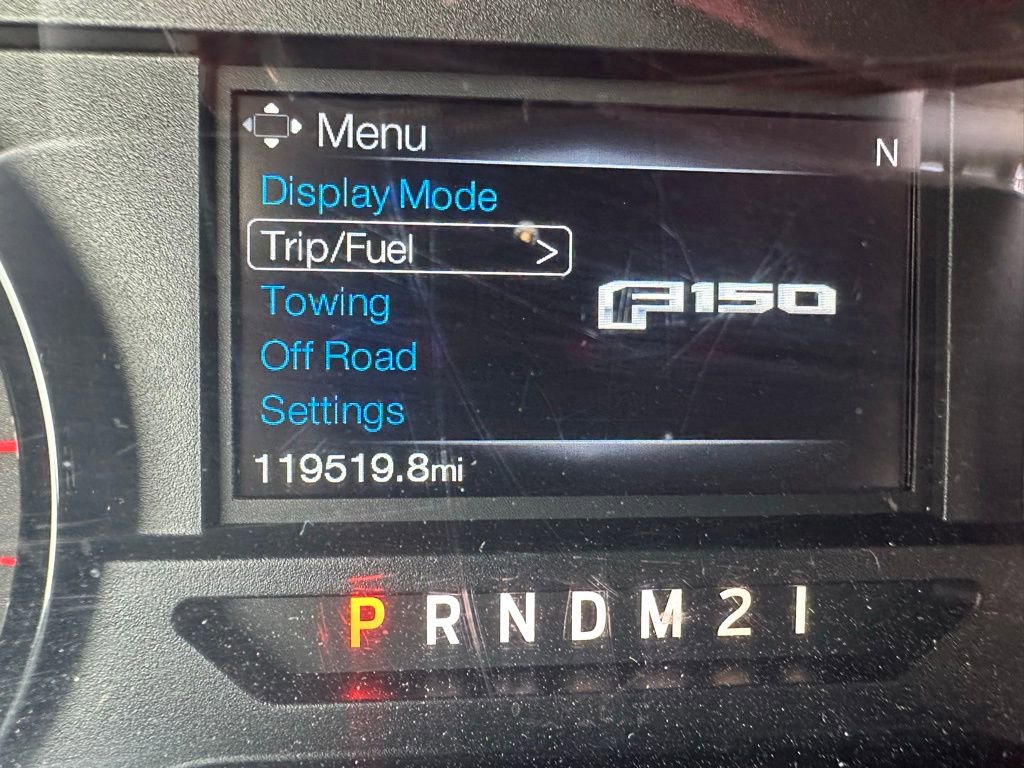 Menu
N
Display Mode
Trip/Fuel >
Towing
F150
Off Road
Settings
119519.8mi
P R N D M 2 1